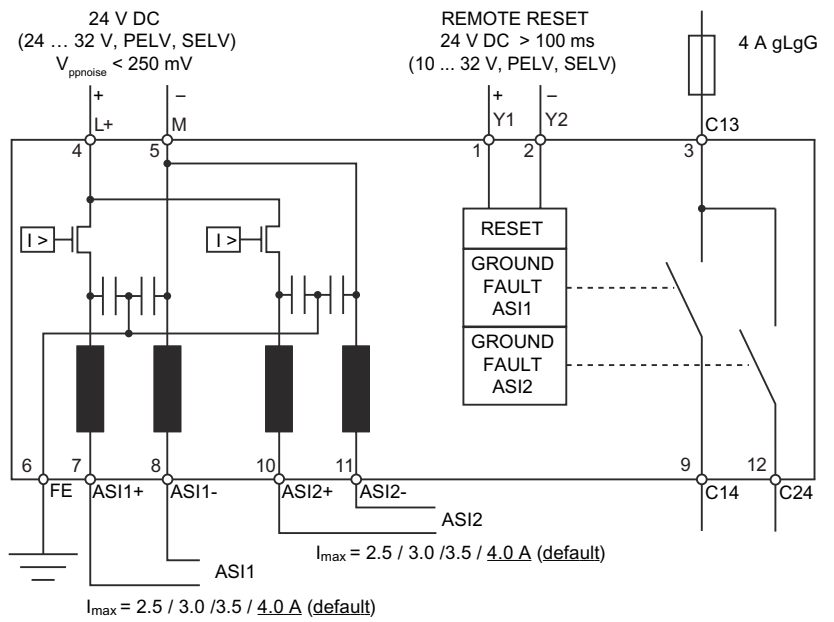 24 V DC
(24 ... 32 V, PELV, SELV)
Vppnoise < 250 mV
REMOTE RESET
24 V DC > 100 ms
(10 ... 32 V, PELV, SELV)
4 A gLgG
+
–
+
–
L+
M
Y1
Y2
C13
4
5
1
2
3
I >
I >
RESET
GROUND
FAULT
ASI1
GROUND
FAULT
ASI2
6
7
8
10
11
9
12
FE
ASI1+
ASI1-
ASI2+
ASI2-
C14
C24
ASI2
Imax = 2.5 / 3.0 /3.5 / 4.0 A (default)
ASI1
Imax = 2.5 / 3.0 /3.5 / 4.0 A (default)